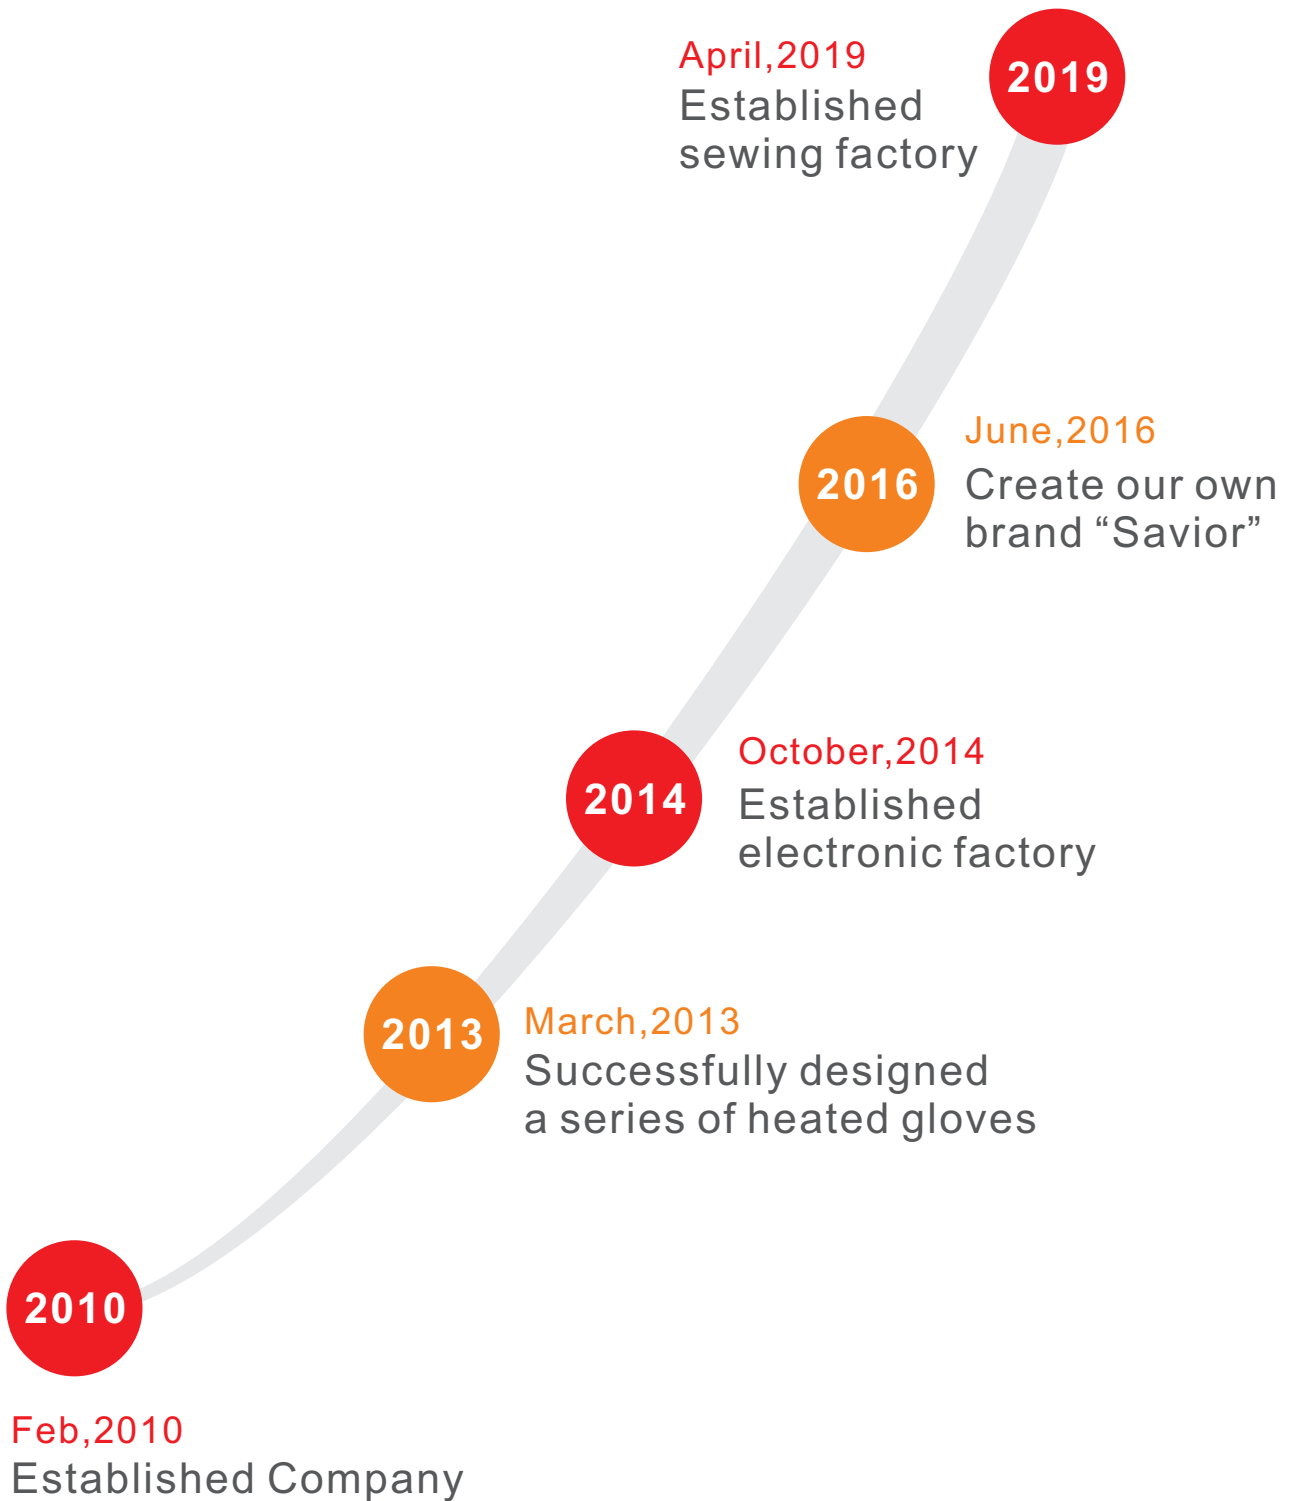 April,2019
Established
sewing factory
2019
June,2016
Create our own
brand “Savior”
2016
October,2014
Established
electronic factory
2014
March,2013
Successfully designed
a series of heated gloves
2013
2010
Feb,2010
Established Company